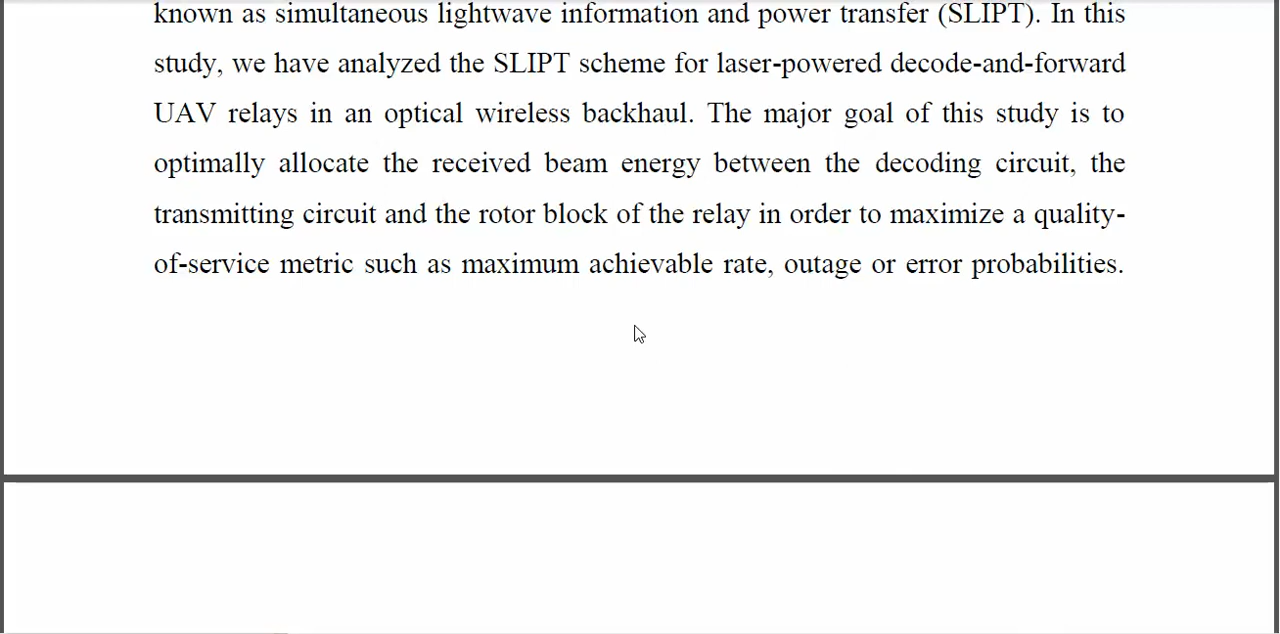 known as simultaneous lightwave information and power transfer (SLIPT). In this
study, we have analyzed the SLIPT scheme for laser-powered decode-and-forward
UAV relays in an optical wireless backhaul. The major goal of this study is to
optimally allocate the received beam energy between the decoding circuit, the
transmitting circuit and the rotor block of the relay in order to maximize a quality-
of-service metric such as maximum achievable rate, outage or error probabilities.